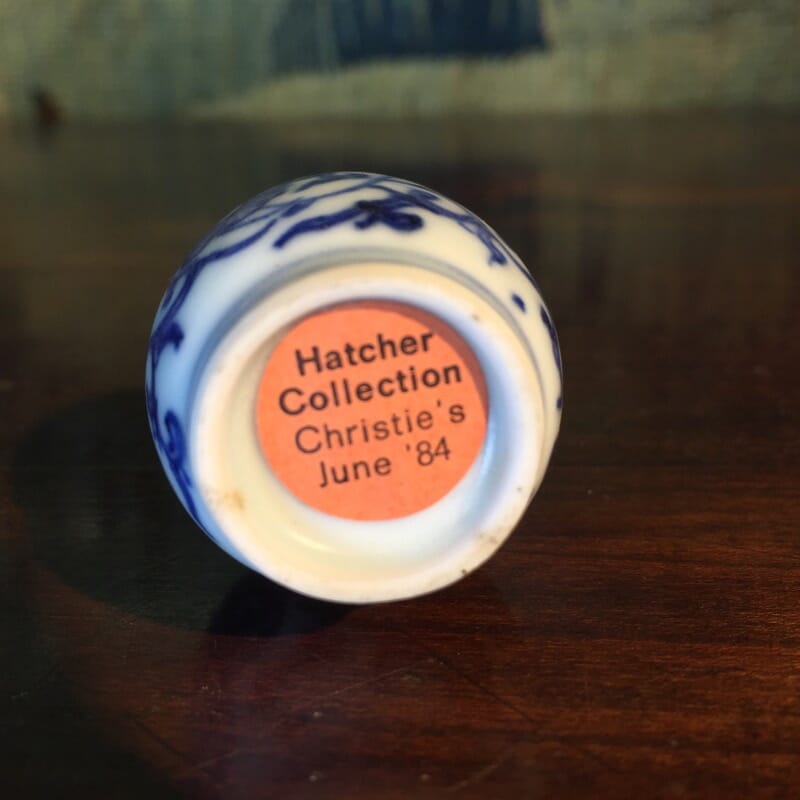 Hatcher
Collection
Christie's
June '84